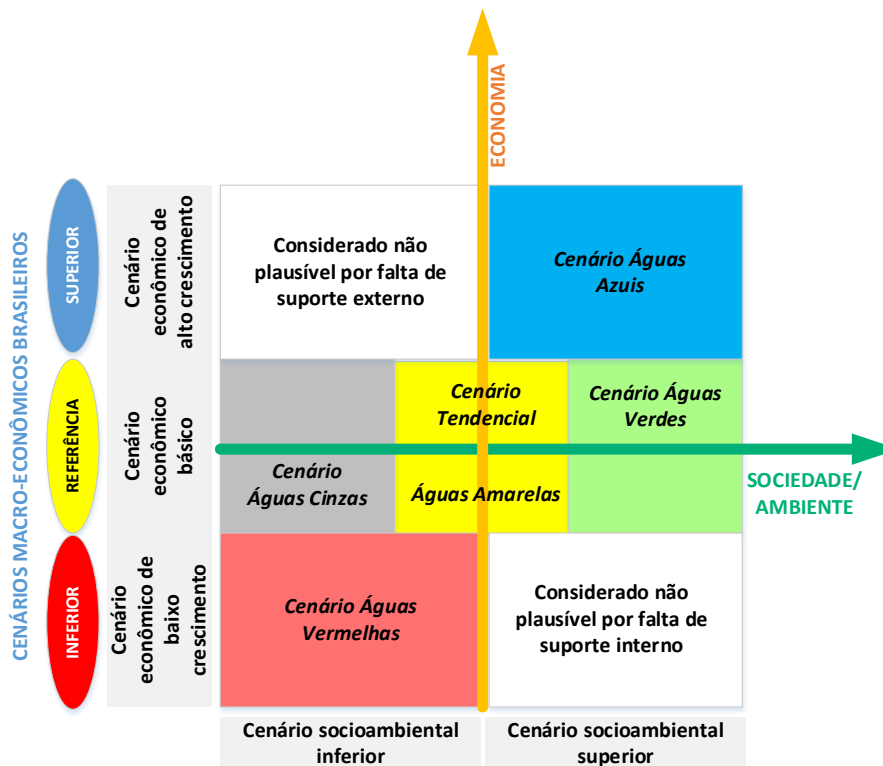 ECONOMIA
CENÁRIOS MACRO-ECONÔMICOS BRASILEIROS
SUPERIOR
Cenário
econômico de
alto crescimento
Considerado não
plausível por falta de
suporte externo
Cenário Águas
Azuis
REFERÊNCIA
Cenário
econômico
básico
Cenário
Águas Cinzas
Cenário
Tendencial
Águas Amarelas
Cenário Águas
Verdes
SOCIEDADE/
AMBIENTE
INFERIOR
Cenário
econômico de
baixo
crescimento
Cenário Águas
Vermelhas
Considerado não
plausível por falta de
suporte interno
Cenário socioambiental
inferior
Cenário socioambiental
superior